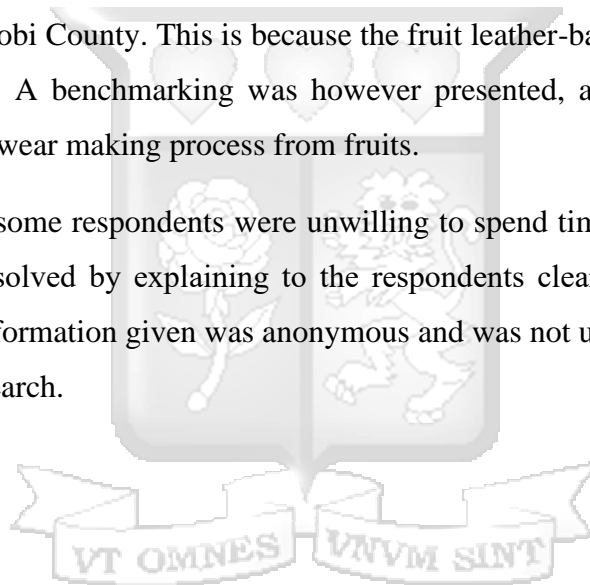 obi County. This is because the fruit leather-ba
A benchmarking was however presented, a
wear making process from fruits.
some respondents were unwilling to spend tim
solved by explaining to the respondents clea
formation given was anonymous and was not u
earch.
VT OMNES VNVM SINT